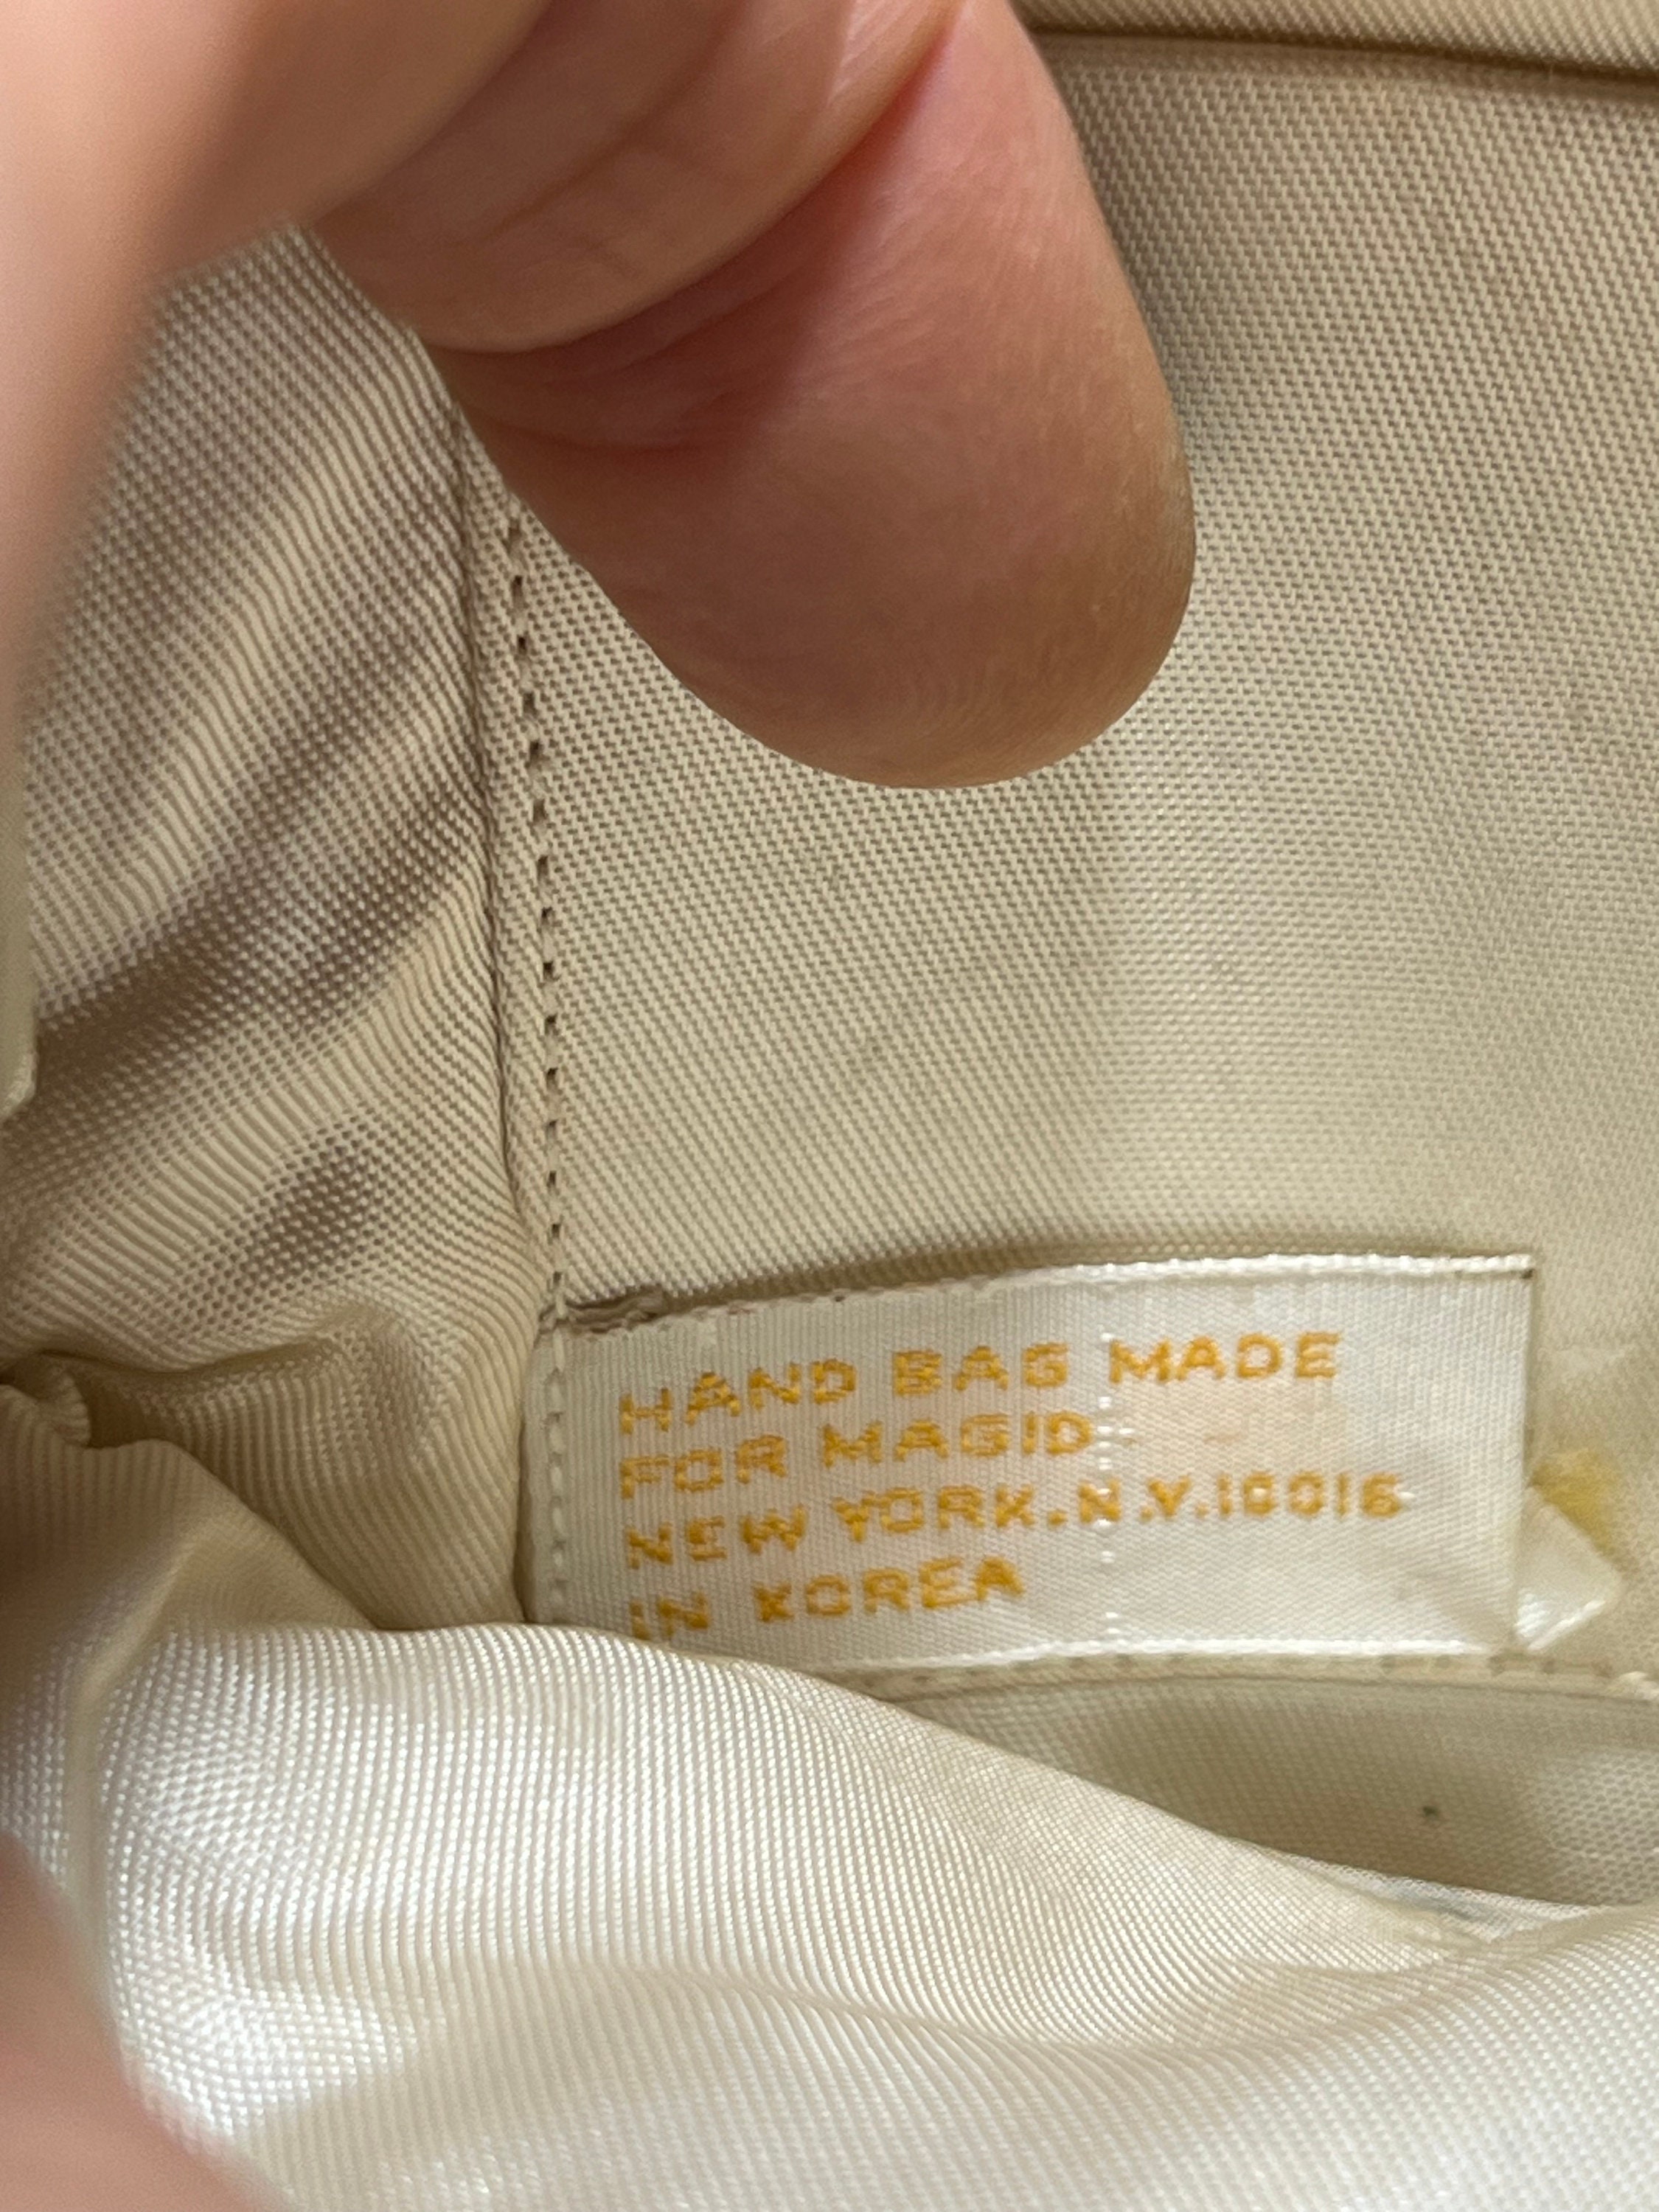 HAND BAG MADE
FOR MAGID
NEW YORK.N.Y.10016
IN KOREA